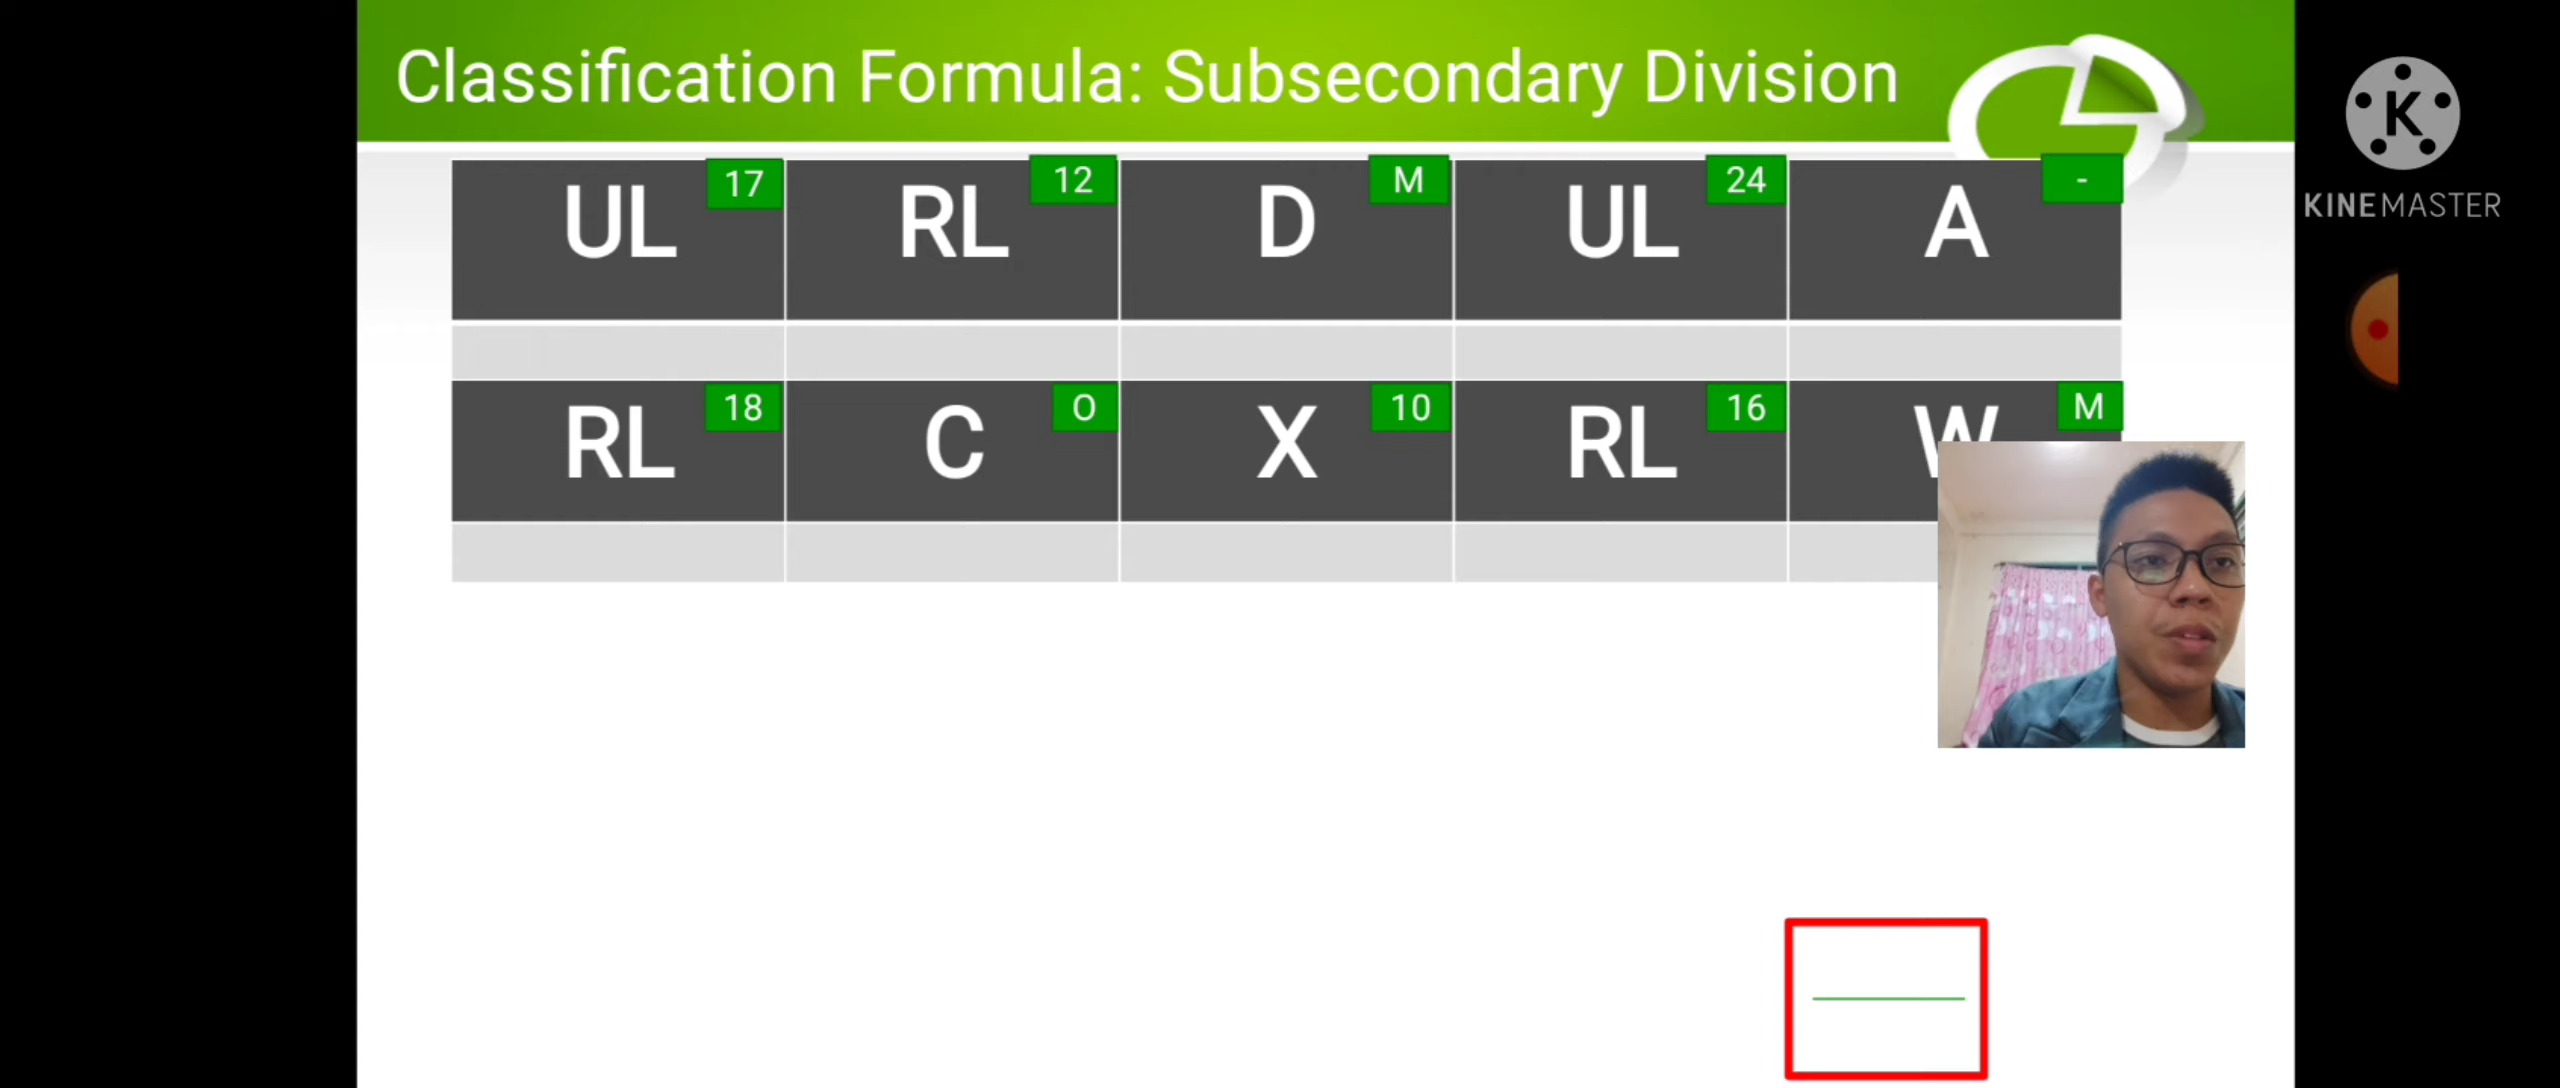 Classification Formula: Subsecondary Division
UL 17 RL 12 D M UL 24 A -
RL 18 C O X 10 RL 16 W M
K
KINEMASTER